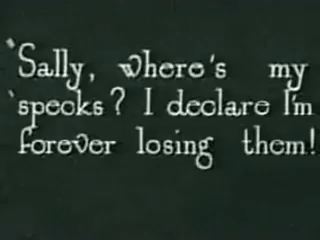 "Sally, where's my
'specks? I declare I'm
forever losing them!